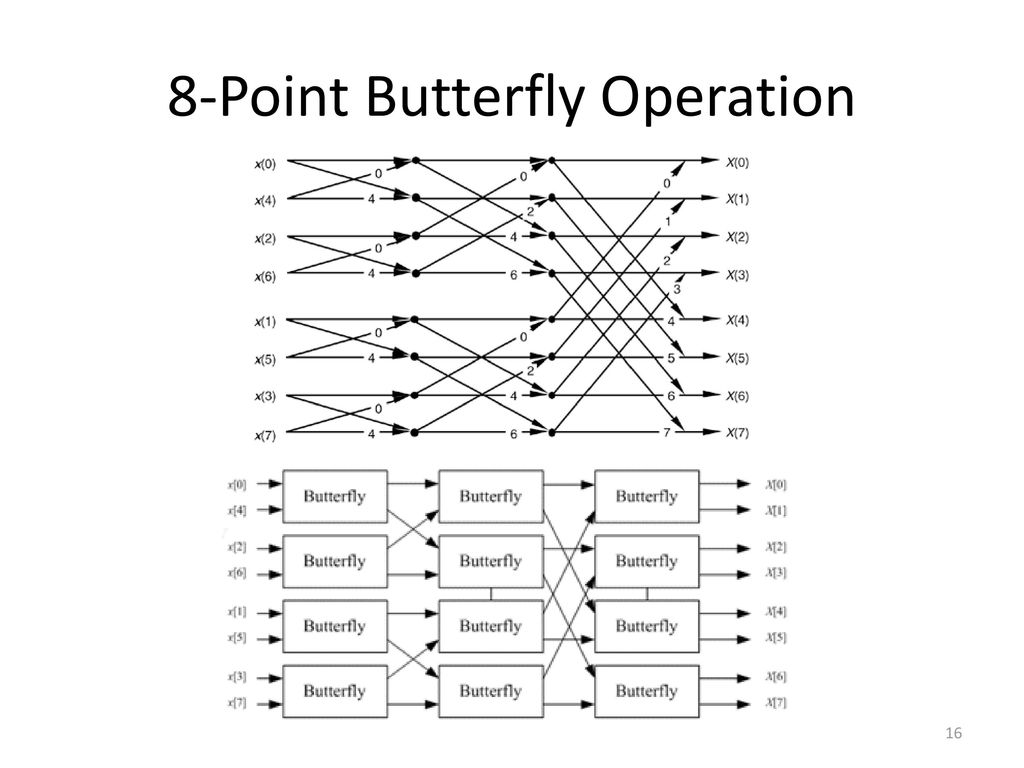 8-Point Butterfly Operation
x(0) 0 0 0 X(0)
x(4) 4 2 1 X(1)
x(2) 0 4 2 X(2)
x(6) 4 6 3 X(3)
x(1) 0 0 4 X(4)
x(5) 4 2 5 X(5)
x(3) 0 4 6 X(6)
x(7) 4 6 7 X(7)
x[0] X[0]
Butterfly Butterfly Butterfly
x[4] X[1]
x[2] X[2]
Butterfly Butterfly Butterfly
x[6] X[3]
x[1] X[4]
Butterfly Butterfly Butterfly
x[5] X[5]
x[3] X[6]
Butterfly Butterfly Butterfly
x[7] X[7]
16